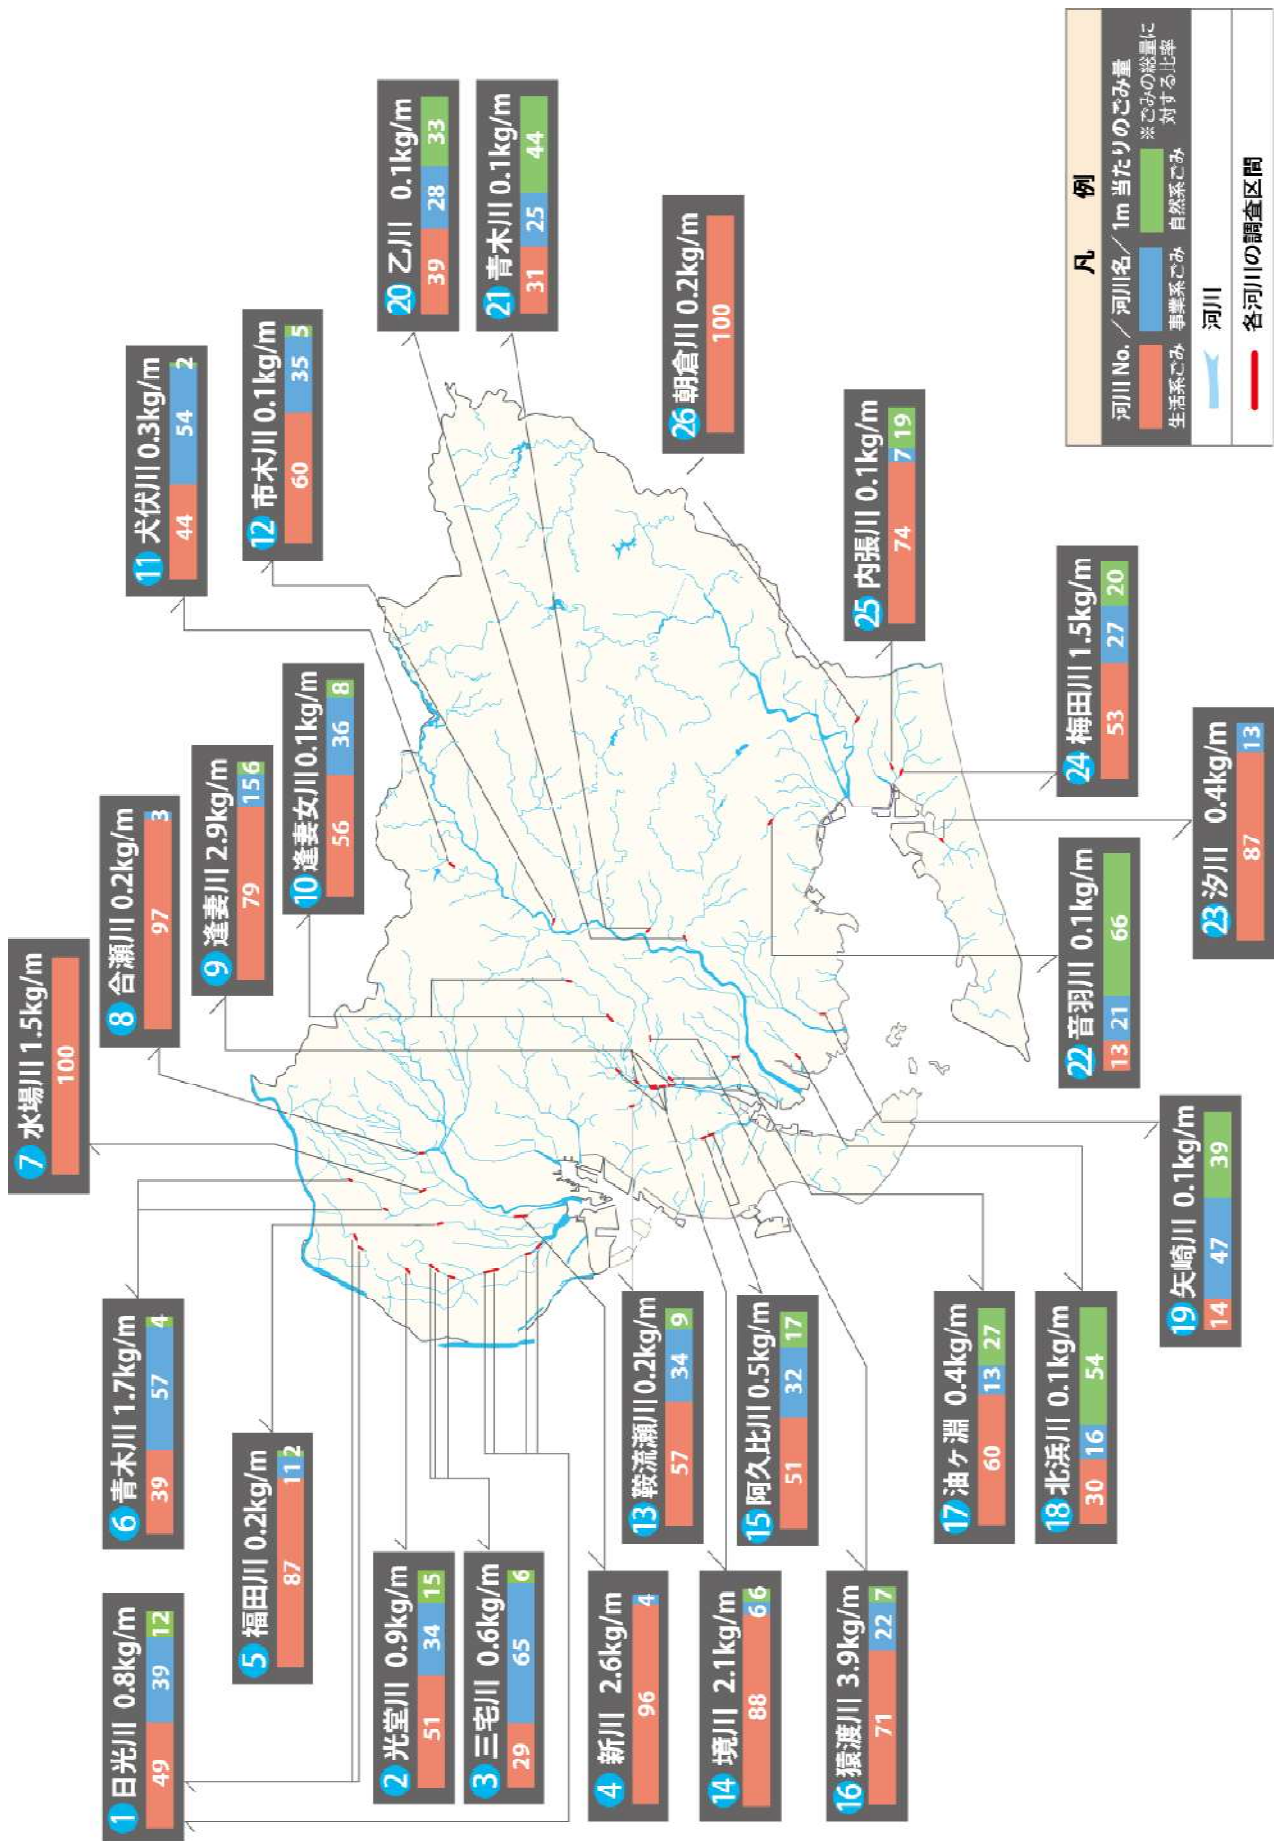 1 日光川 0.8kg/m
49 39 12
2 光堂川 0.9kg/m
51 34 15
3 三宅川 0.6kg/m
29 65 6
4 新川 2.6kg/m
96 4
5 福田川 0.2kg/m
87 11 2
6 青木川 1.7kg/m
39 57 4
7 水場川 1.5kg/m
100
8 合瀬川 0.2kg/m
97 3
9 逢妻川 2.9kg/m
79 15 6
10 逢妻女川 0.1kg/m
56 36 8
11 犬伏川 0.3kg/m
44 54 2
12 市木川 0.1kg/m
60 35 5
13 鞍流瀬川 0.2kg/m
57 34 9
14 境川 2.1kg/m
88 6 6
15 阿久比川 0.5kg/m
51 32 17
16 猿渡川 3.9kg/m
71 22 7
17 油ヶ淵 0.4kg/m
60 13 27
18 北浜川 0.1kg/m
30 16 54
19 矢崎川 0.1kg/m
14 47 39
20 乙川 0.1kg/m
39 28 33
21 青木川 0.1kg/m
31 25 44
22 音羽川 0.1kg/m
13 21 66
23 汐川 0.4kg/m
87 13
24 梅田川 1.5kg/m
53 27 20
25 内張川 0.1kg/m
74 7 19
26 朝倉川 0.2kg/m
100
凡 例
河川 No. ／ 河川名 ／ 1m 当たりのごみ量
生活系ごみ 事業系ごみ 自然系ごみ
※ごみの総量に
対する比率
河川
各河川の調査区間